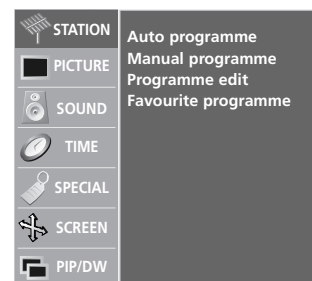 STATION
PICTURE
SOUND
TIME
SPECIAL
SCREEN
PIP/DW
Auto programme
Manual programme
Programme edit
Favourite programme